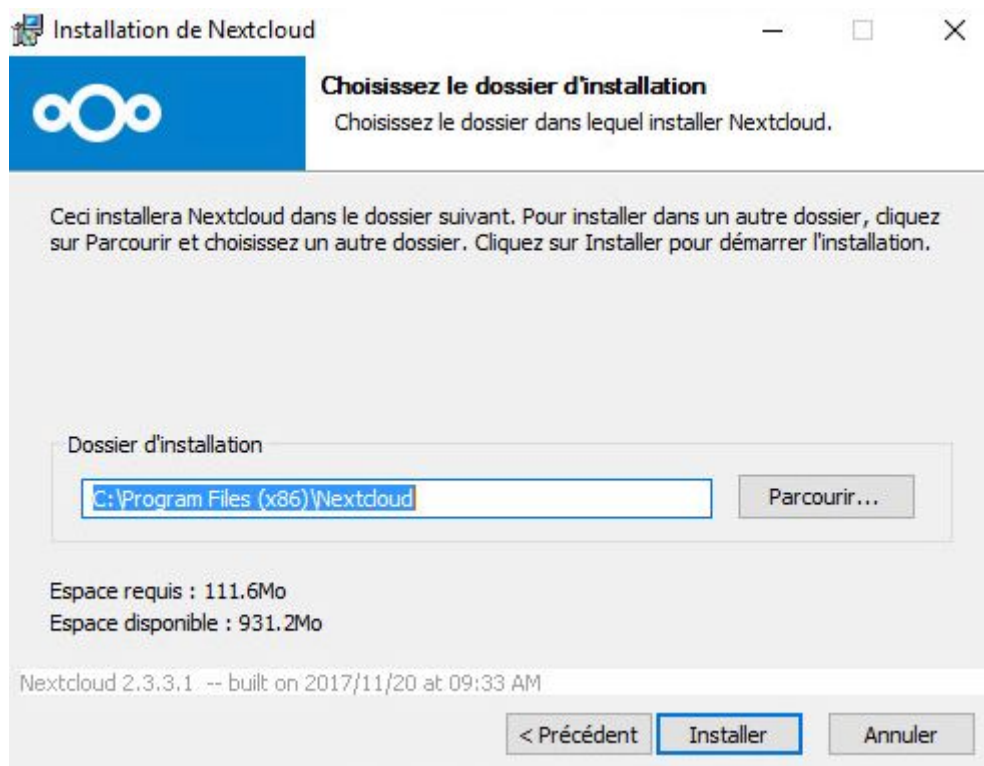 Installation de Nextcloud
Choisissez le dossier d'installation
Choisissez le dossier dans lequel installer Nextcloud.
Ceci installera Nextcloud dans le dossier suivant. Pour installer dans un autre dossier, cliquez
sur Parcourir et choisissez un autre dossier. Cliquez sur Installer pour démarrer l'installation.
Dossier d'installation
C:\Program Files (x86)\Nextcloud
Parcourir...
Espace requis : 111.6Mo
Espace disponible : 931.2Mo
Nextcloud 2.3.3.1 -- built on 2017/11/20 at 09:33 AM
< Précédent
Installer
Annuler